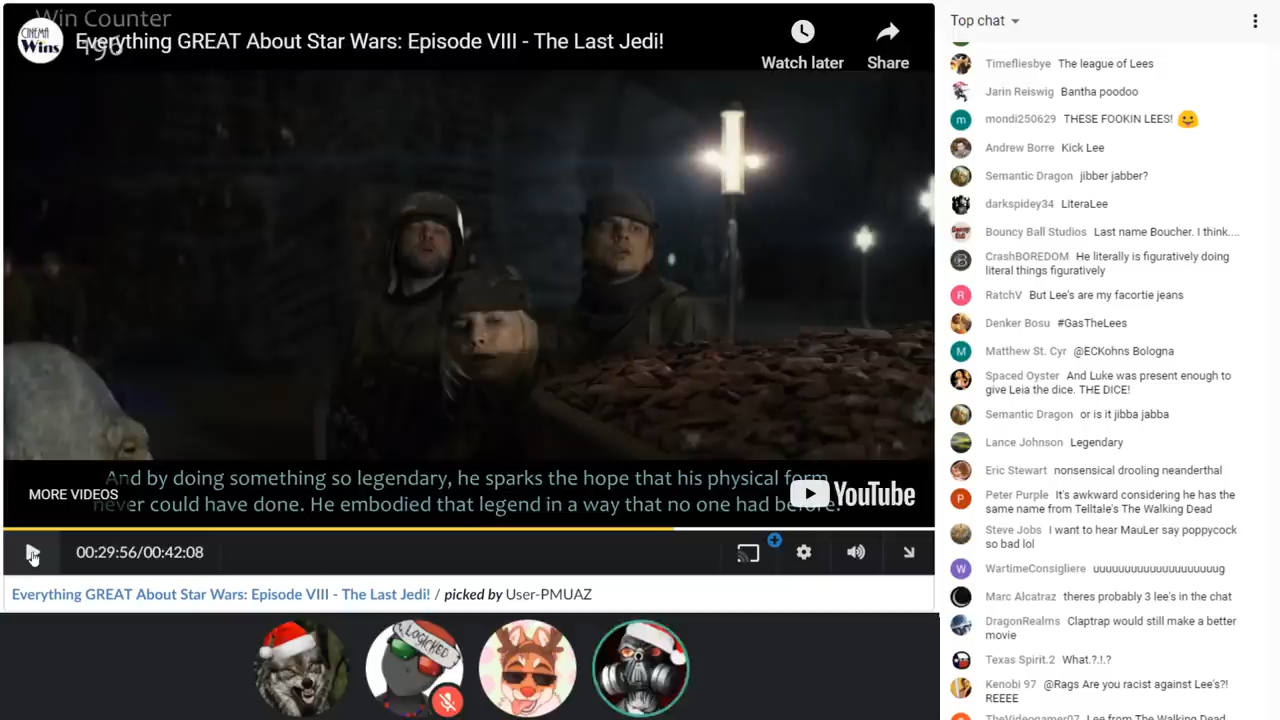 Win Counter
196
CINEMA
Wins
Everything GREAT About Star Wars: Episode VIII - The Last Jedi!
Watch later
Share
And by doing something so legendary, he sparks the hope that his physical form
never could have done. He embodied that legend in a way that no one had before.
MORE VIDEOS
YouTube
00:29:56/00:42:08
Everything GREAT About Star Wars: Episode VIII - The Last Jedi! / picked by User-PMUAZ
LOGICKED
Top chat
Timefliesbye The league of Lees
Jarin Reiswig Bantha poodoo
m mondi250629 THESE FOOKIN LEES!
Andrew Borre Kick Lee
Semantic Dragon jibber jabber?
darkspidey34 LiteraLee
Bouncy Ball Studios Last name Boucher. I think....
CrashBOREDOM He literally is figuratively doing
literal things figuratively
R RatchV But Lee's are my facortie jeans
Denker Bosu #GasTheLees
M Matthew St. Cyr @ECKohns Bologna
Spaced Oyster And Luke was present enough to
give Leia the dice. THE DICE!
Semantic Dragon or is it jibba jabba
Lance Johnson Legendary
Eric Stewart nonsensical drooling neanderthal
P Peter Purple It's awkward considering he has the
same name from Telltale's The Walking Dead
Steve Jobs I want to hear MauLer say poppycock
so bad lol
W WartimeConsigliere uuuuuuuuuuuuuuuuuuug
Marc Alcatraz theres probably 3 lee's in the chat
DragonRealms Claptrap would still make a better
movie
Texas Spirit.2 What.?.!.?
Kenobi 97 @Rags Are you racist against Lee's?!
REEEE
TheVideogamer07 Lee from The Walking Dead